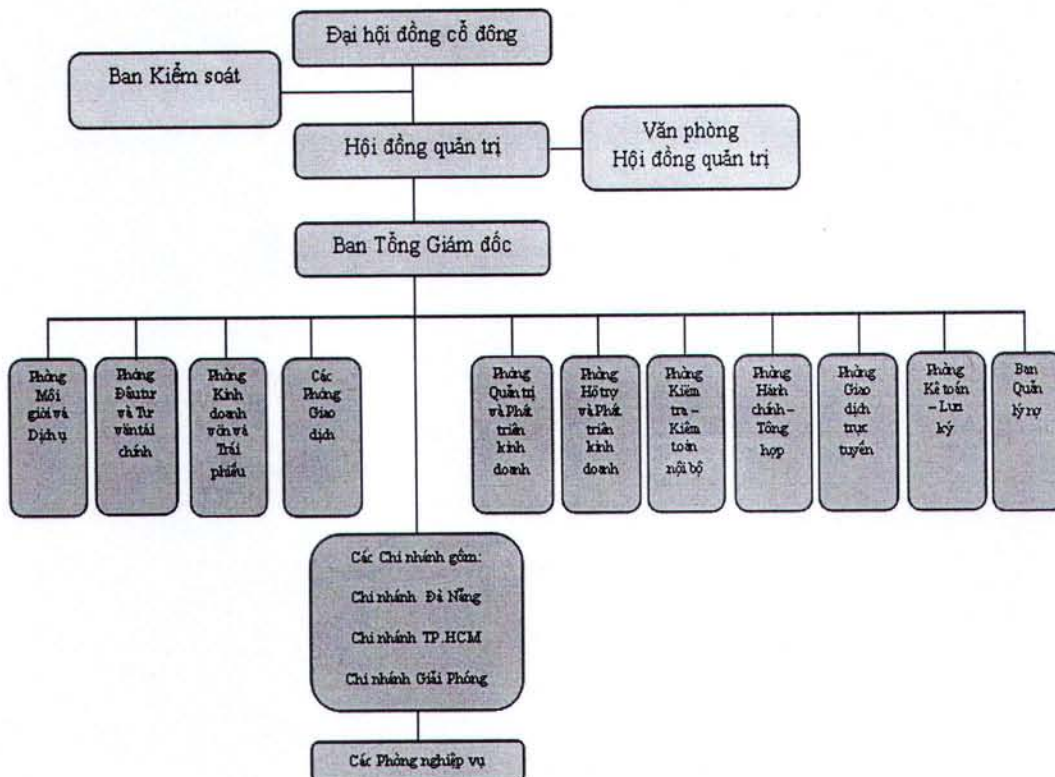 Đại hội đồng cổ đông
Ban Kiểm soát
Hội đồng quản trị
Văn phòng
Hội đồng quản trị
Ban Tổng Giám đốc
Phòng
Môi
giới và
Dịch vụ
Phòng
Đầu tư
và Tư
vấn tài
chính
Phòng
Kinh
doanh
vốn và
Trái
phiếu
Các
Phòng
Giao
dịch
Phòng
Quản trị
và Phát
triển
kinh
doanh
Phòng
Hỗ trợ
và Phát
triển
kinh
doanh
Phòng
Kiểm
tra –
Kiểm
toán
nội bộ
Phòng
Hành
chính –
Tổng
hợp
Phòng
Giao
dịch
trực
tuyến
Phòng
Kế toán
– Lưu
ký
Ban
Quản
lý nợ
Các Chi nhánh gồm:
Chi nhánh Đà Nẵng
Chi nhánh TP.HCM
Chi nhánh Giải Phóng
Các Phòng nghiệp vụ